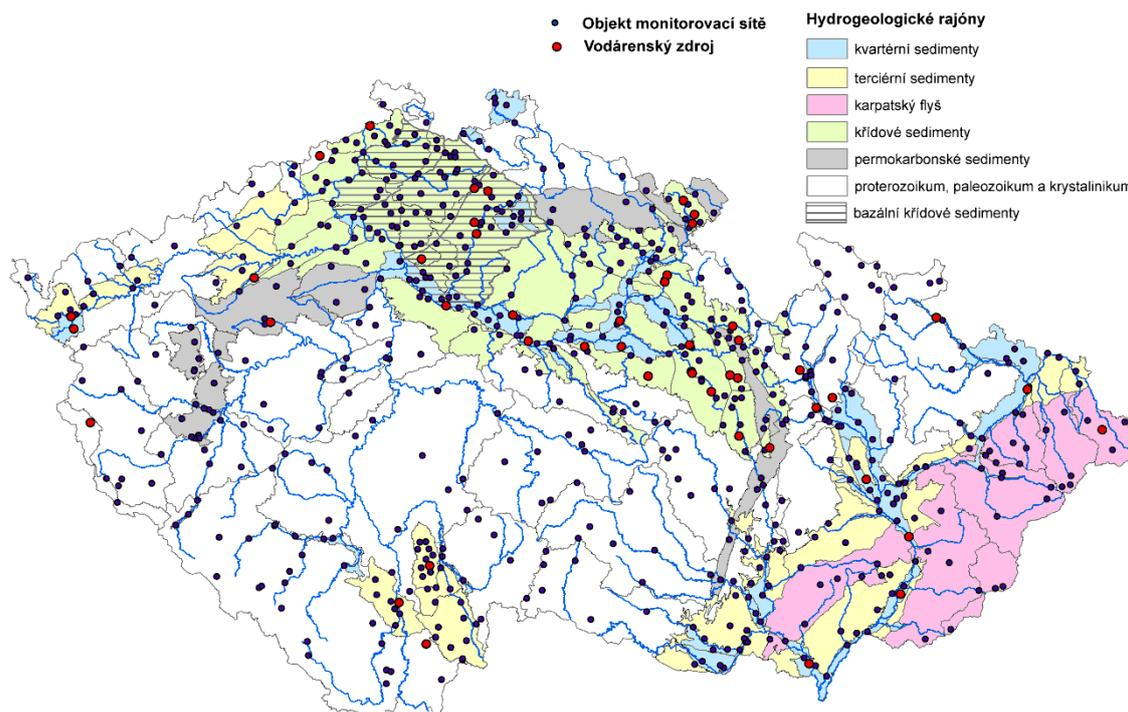 Objekt monitorovací sítě
Vodárenský zdroj
Hydrogeologické rajóny
kvartérní sedimenty
terciérní sedimenty
karpatský flyš
křídové sedimenty
permokarbonské sedimenty
proterozoikum, paleozoikum a krystalinikum
bazální křídové sedimenty